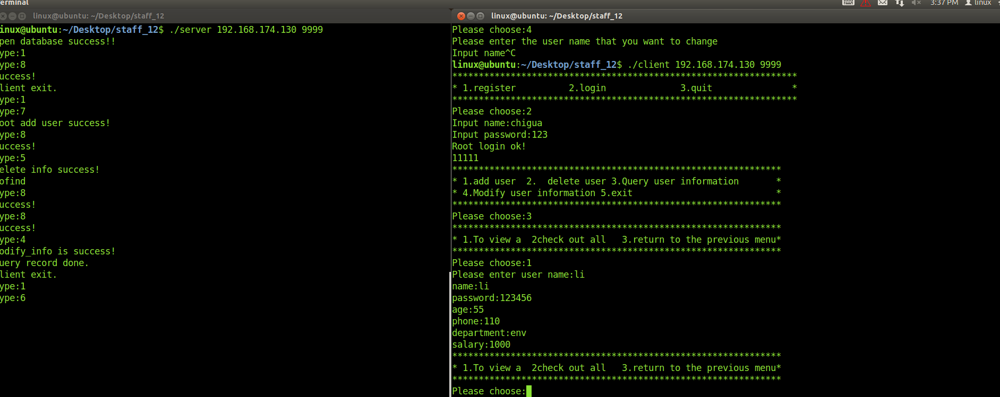 erminal
3:37 PM linux
linux@ubuntu: ~/Desktop/staff_12
inux@ubuntu:~/Desktop/staff_12$ ./server 192.168.174.130 9999
pen database success!!
ype:1
ype:8
uccess!
lient exit.
ype:1
ype:7
oot add user success!
ype:8
uccess!
ype:5
elete info success!
ofind
ype:8
uccess!
ype:8
uccess!
ype:4
odify_info is success!
uery record done.
lient exit.
ype:1
ype:6
linux@ubuntu: ~/Desktop/staff_12
Please choose:4
Please enter the user name that you want to change
Input name^C
linux@ubuntu:~/Desktop/staff_12$ ./client 192.168.174.130 9999
*****************************************************************
* 1.register          2.login              3.quit               *
*****************************************************************
Please choose:2
Input name:chigua
Input password:123
Root login ok!
11111
**************************************************************
* 1.add user  2.  delete user 3.Query user information       *
* 4.Modify user information 5.exit                           *
**************************************************************
Please choose:3
**************************************************************
* 1.To view a  2check out all   3.return to the previous menu*
**************************************************************
Please choose:1
Please enter user name:li
name:li
password:123456
age:55
phone:110
department:env
salary:1000
**************************************************************
* 1.To view a  2check out all   3.return to the previous menu*
**************************************************************
Please choose: